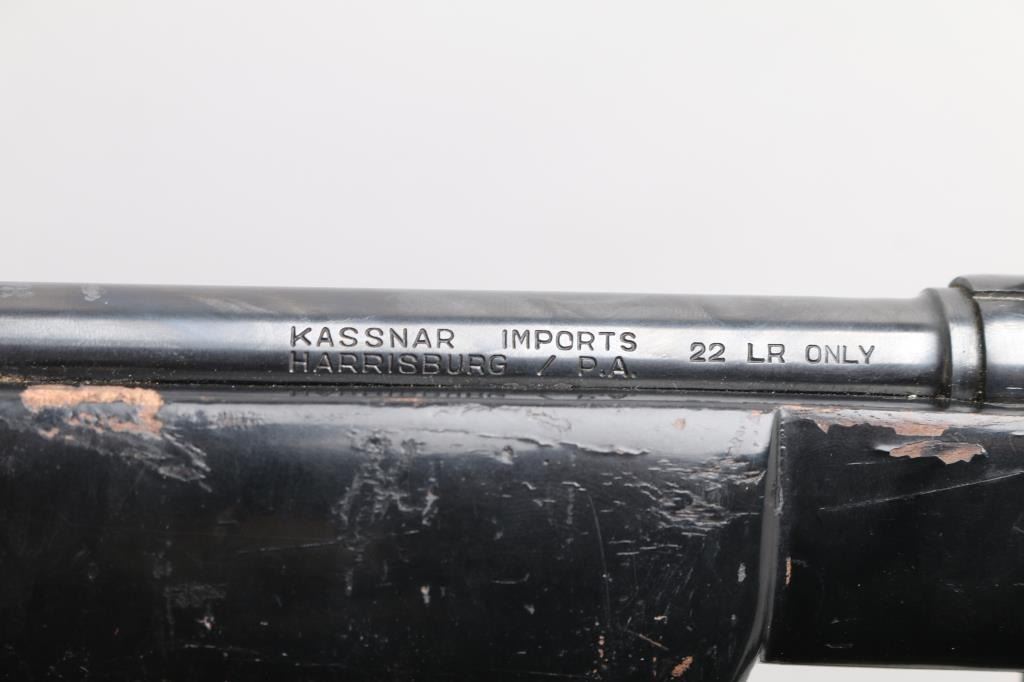 KASSNAR IMPORTS
HARRISBURG / P.A.
22 LR ONLY